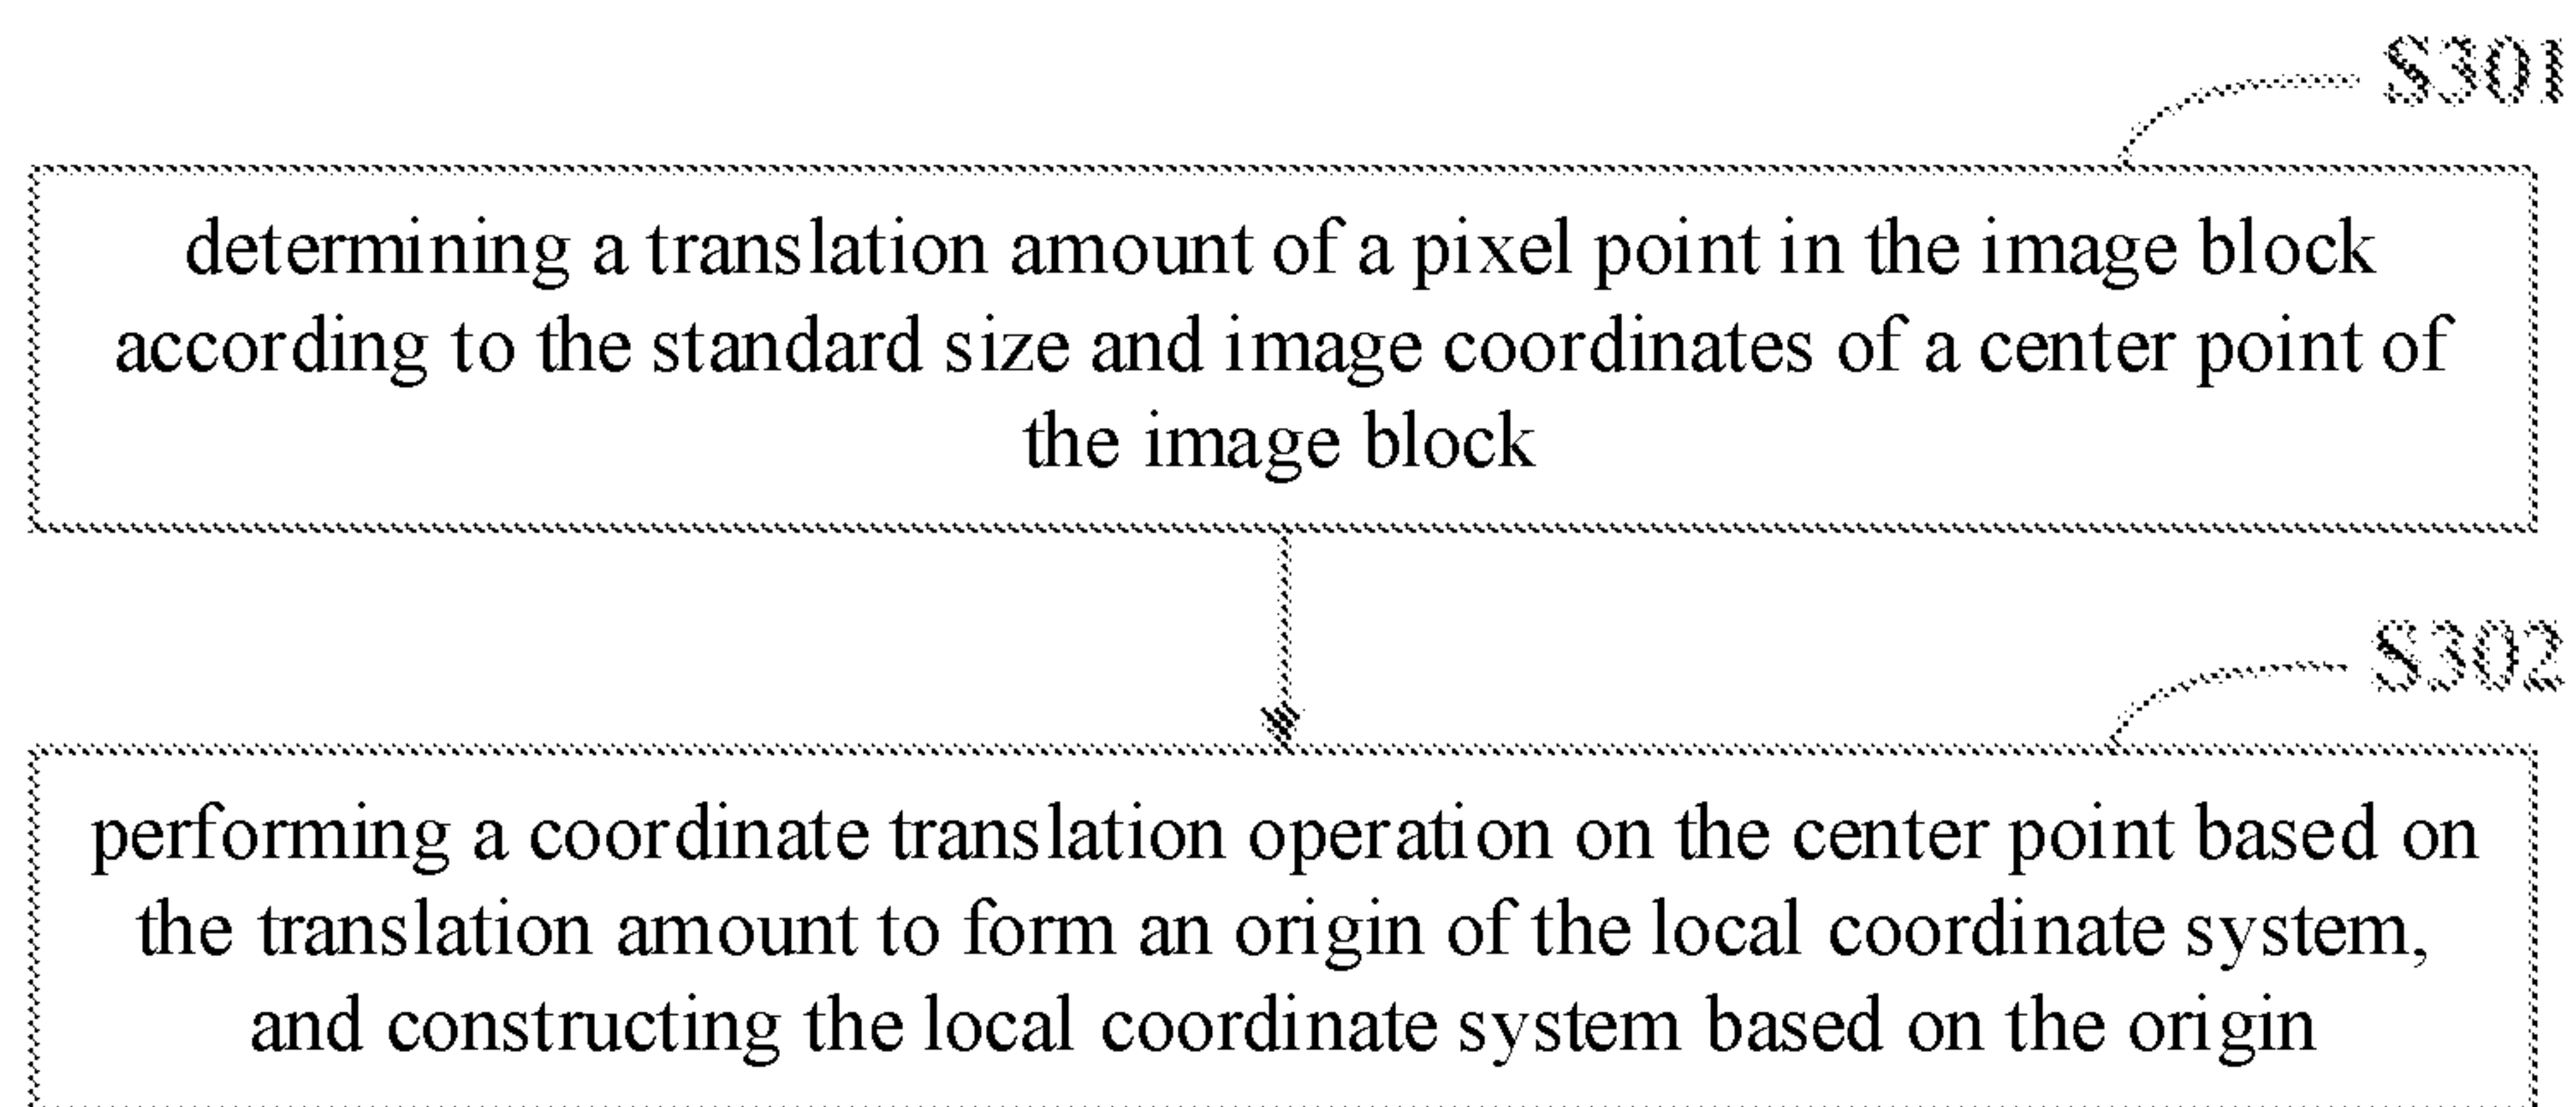 S301
determining a translation amount of a pixel point in the image block
according to the standard size and image coordinates of a center point of
the image block
S302
performing a coordinate translation operation on the center point based on
the translation amount to form an origin of the local coordinate system,
and constructing the local coordinate system based on the origin